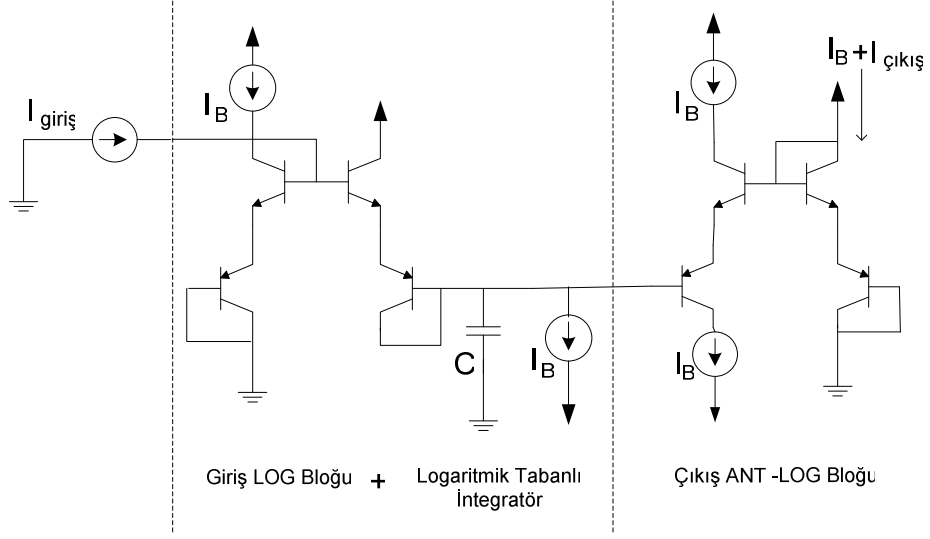 I giriş
I B
I B
I B + I çıkış
C
I B
I B
Giriş LOG Bloğu + Logaritmik Tabanlı
İntegratör
Çıkış ANT -LOG Bloğu